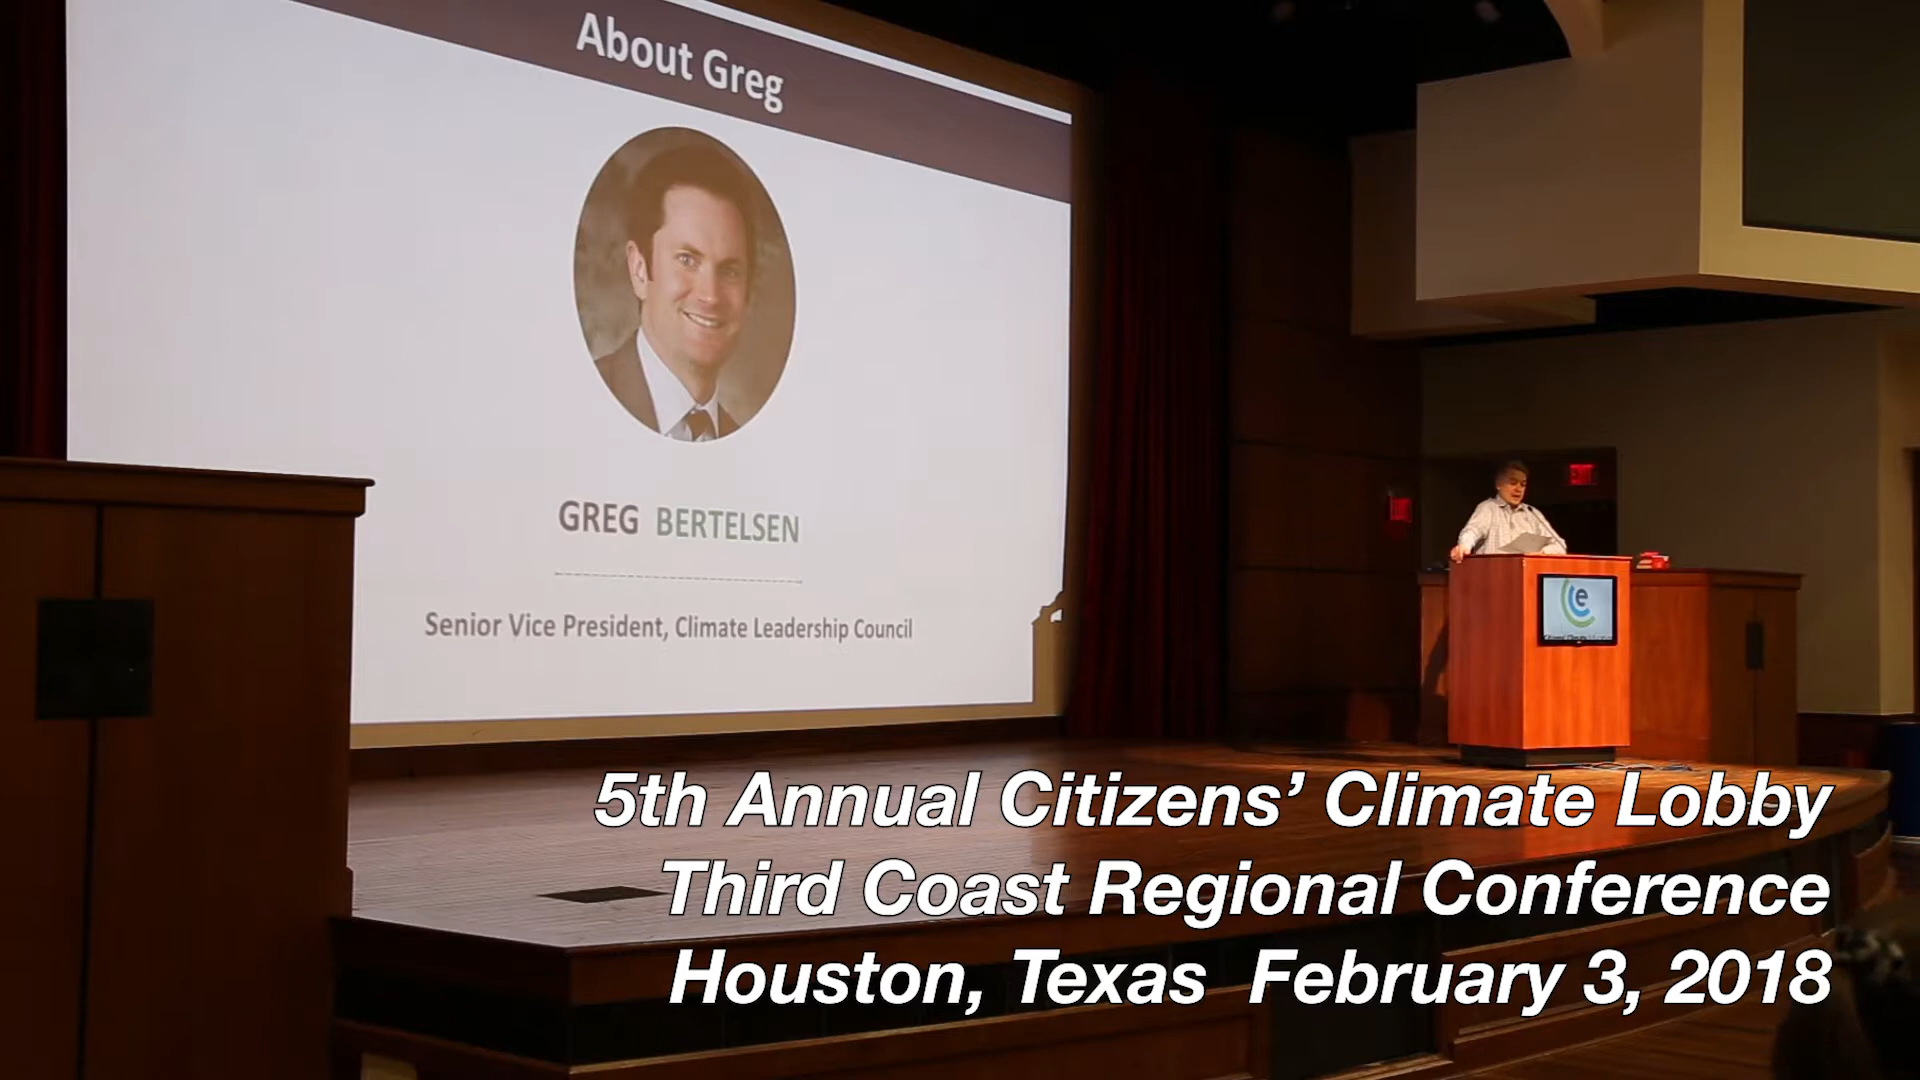 About Greg
GREG BERTELSEN
Senior Vice President, Climate Leadership Council
e
5th Annual Citizens’ Climate Lobby
Third Coast Regional Conference
Houston, Texas February 3, 2018